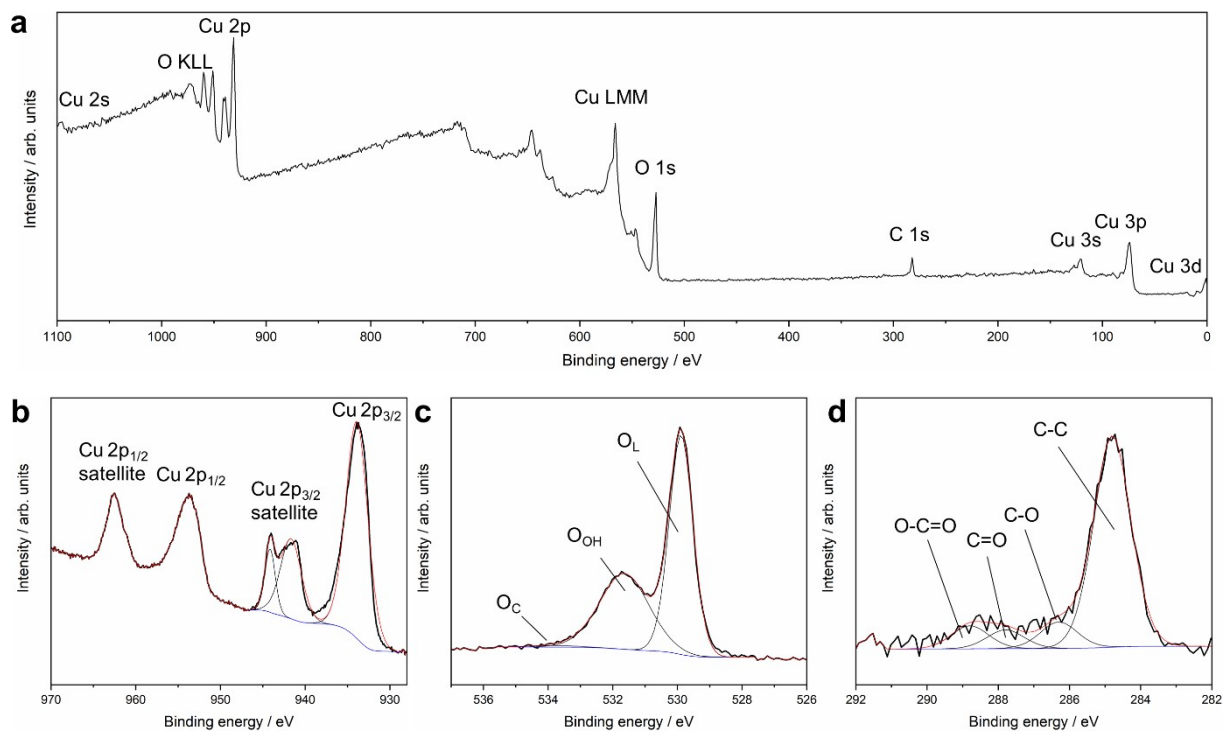 a
Cu 2s
O KLL
Cu 2p
Cu LMM
O 1s
C 1s
Cu 3s
Cu 3p
Cu 3d
Intensity / arb. units
1100 1000 900 800 700 600 500 400 300 200 100 0
Binding energy / eV
b
Cu 2p1/2
satellite
Cu 2p1/2
Cu 2p3/2
satellite
Cu 2p3/2
Intensity / arb. units
970 960 950 940 930
Binding energy / eV
c
OC
OOH
OL
Intensity / arb. units
536 534 532 530 528 526
Binding energy / eV
d
O-C=O
C=O
C-O
C-C
Intensity / arb. units
292 290 288 286 284 282
Binding energy / eV